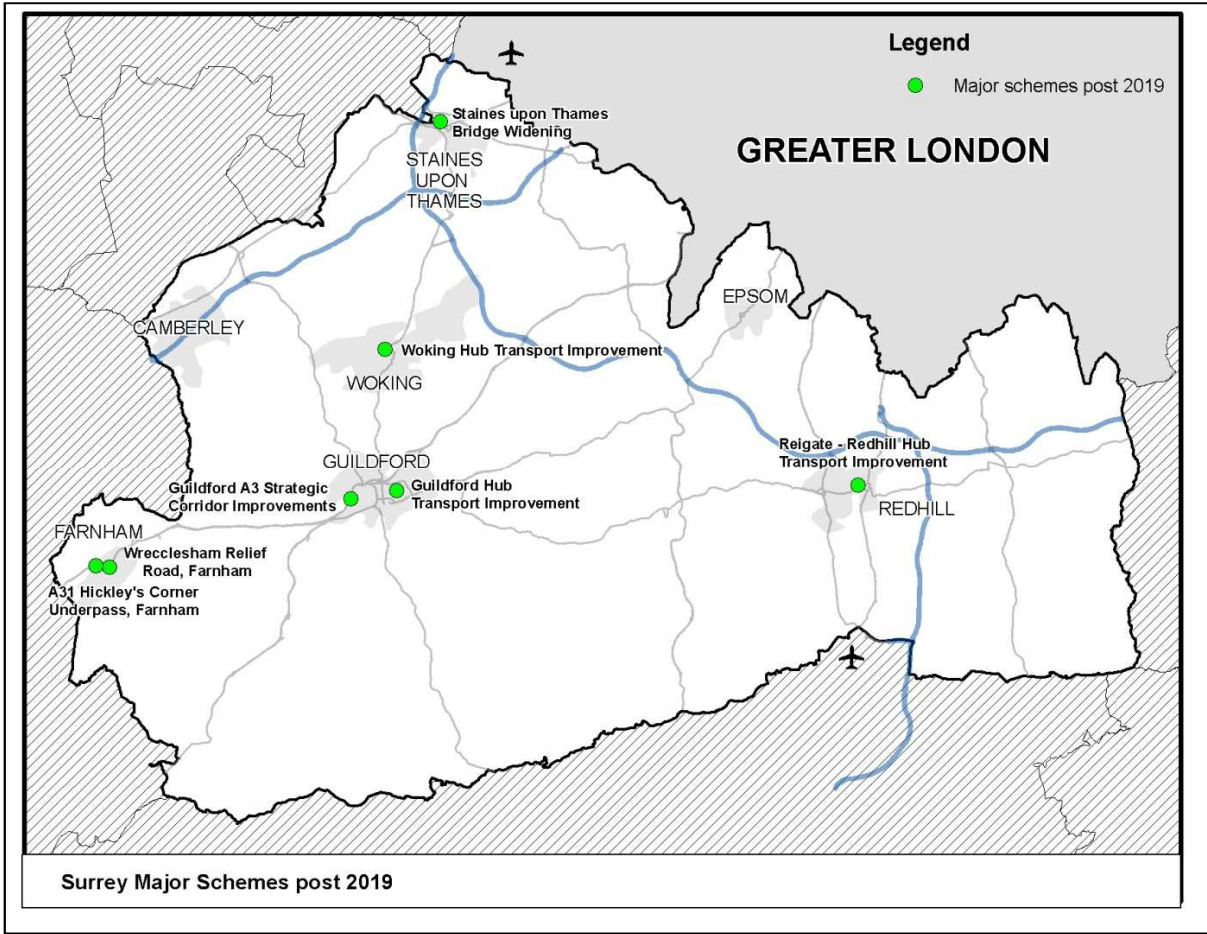 Legend
Major schemes post 2019
GREATER LONDON
Staines upon Thames
Bridge Widening
STAINES
UPON
THAMES
EPSOM
CAMBERLEY
Woking Hub Transport Improvement
WOKING
Reigate - Redhill Hub
Transport Improvement
REDHILL
GUILDFORD
Guildford A3 Strategic
Corridor Improvements
Guildford Hub
Transport Improvement
FARNHAM
Wrecclesham Relief
Road, Farnham
A31 Hickley's Corner
Underpass, Farnham
Surrey Major Schemes post 2019